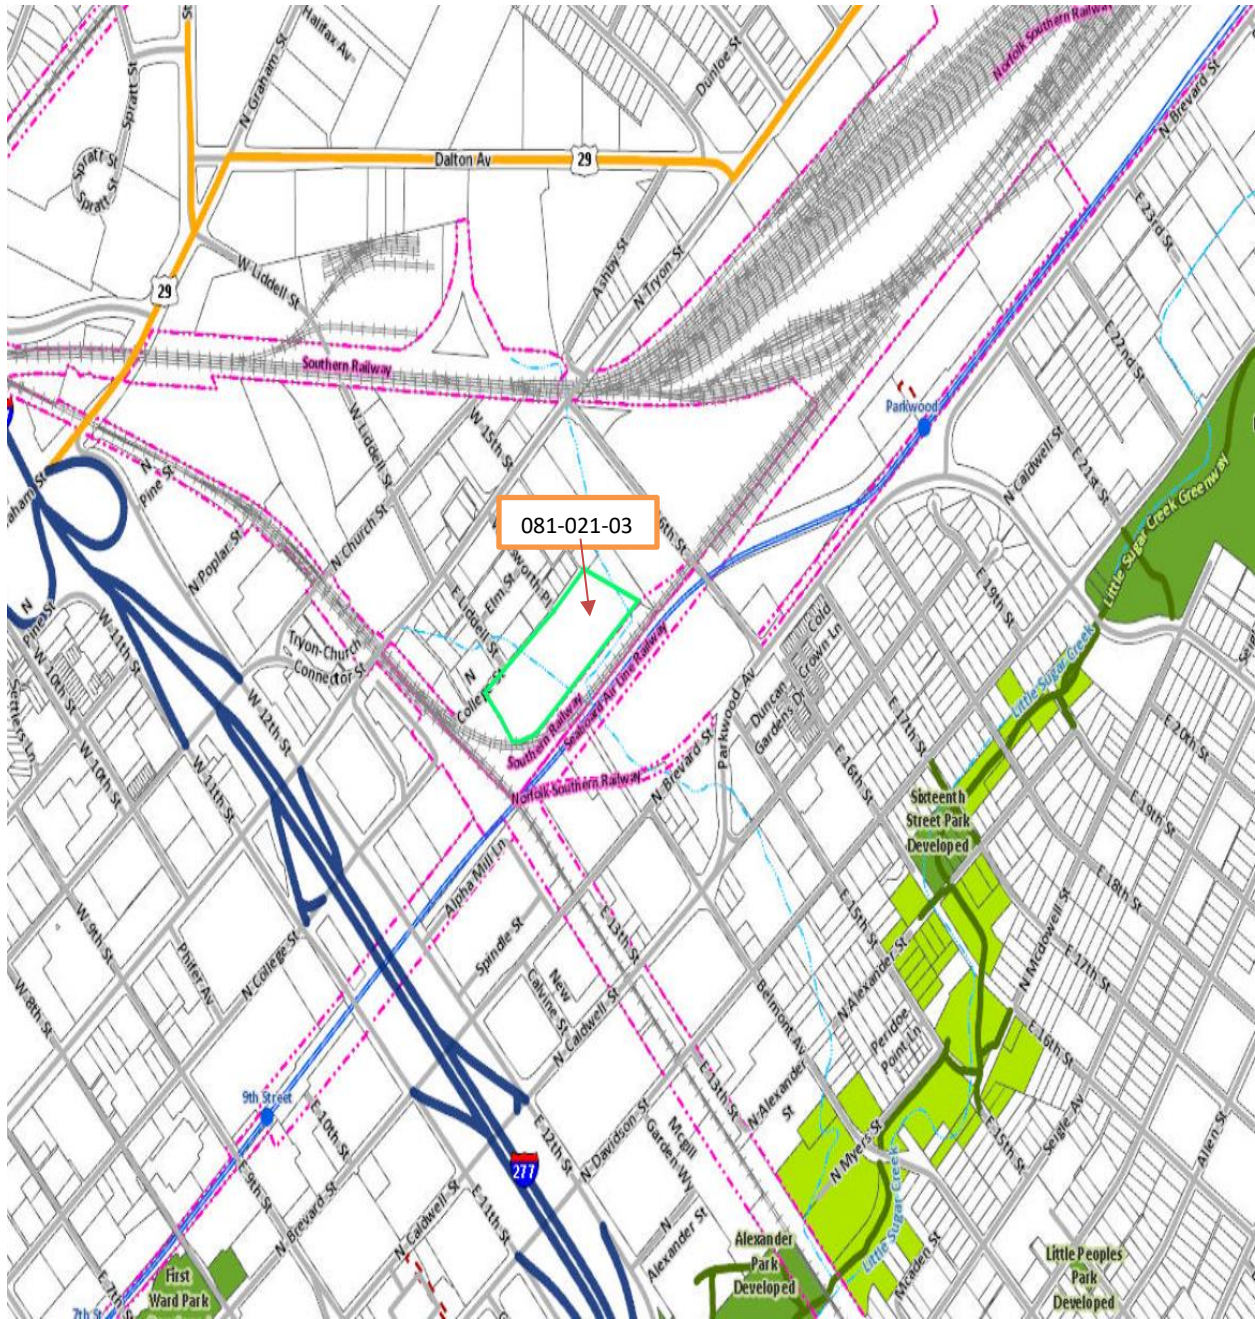 Halifax Av
N Graham St
Spratt St
Dunloe St
Norfolk Southern Railway
N Brevard St
Dalton Av
29
Spratt St
Spratt St
E 23rd St
W Liddell St
Ashby St
N Tryon St
29
Southern Railway
E 22nd St
Parkwood
W Liddell St
W 15th St
N Caldwell St
E 21st St
Little Sugar Creek Greenway
N
Pine St
N Church St
081-021-03
N Poplar St
E Liddell St
Elm St
E 19th St
N
Pine St
W 11th St
W 10th St
Tryon-Church
Connector St
N
College St
Southern Railway
Seaboard Air Line Railway
Cold
Crown Ln
Duncan
Gardens Dr
Little Sugar Creek
Settlers Ln
W 12th St
E 17th St
E 20th St
W 10th St
W 11th St
Norfolk Southern Railway
N Brevard St
Parkwood Av
E 16th St
Sixteenth
Street Park
Developed
E 19th St
Alpha Mill Ln
E 18th St
W 9th St
Phifer Av
N College St
Spindle St
E 13th St
E 15th St
N Alexander St
N Mcdowell St
E 17th St
W 8th St
New
Calvine St
N Caldwell St
Belmont Av
Peridoe
Point Ln
E 16th St
9th Street
E 10th St
E 12th St
E 13th St
N Alexander
St
E 15th St
Seigle Av
Allen St
277
N Davidson St
Mcgill
Garden Wy
N Myers St
E 9th St
N Brevard St
N Caldwell St
E 11th St
N
Alexander St
Little Sugar Creek
First
Ward Park
Alexander
Park
Developed
Mcaden St
Little Peoples
Park
Developed
7th St